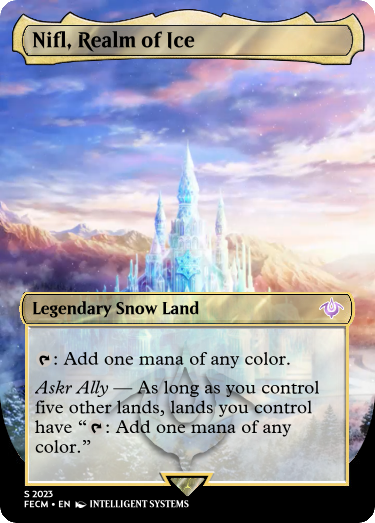 Nifl, Realm of Ice
Legendary Snow Land
: Add one mana of any color.
Askr Ally — As long as you control
five other lands, lands you control
have “: Add one mana of any
color.”
S 2023
FECM • EN INTELLIGENT SYSTEMS